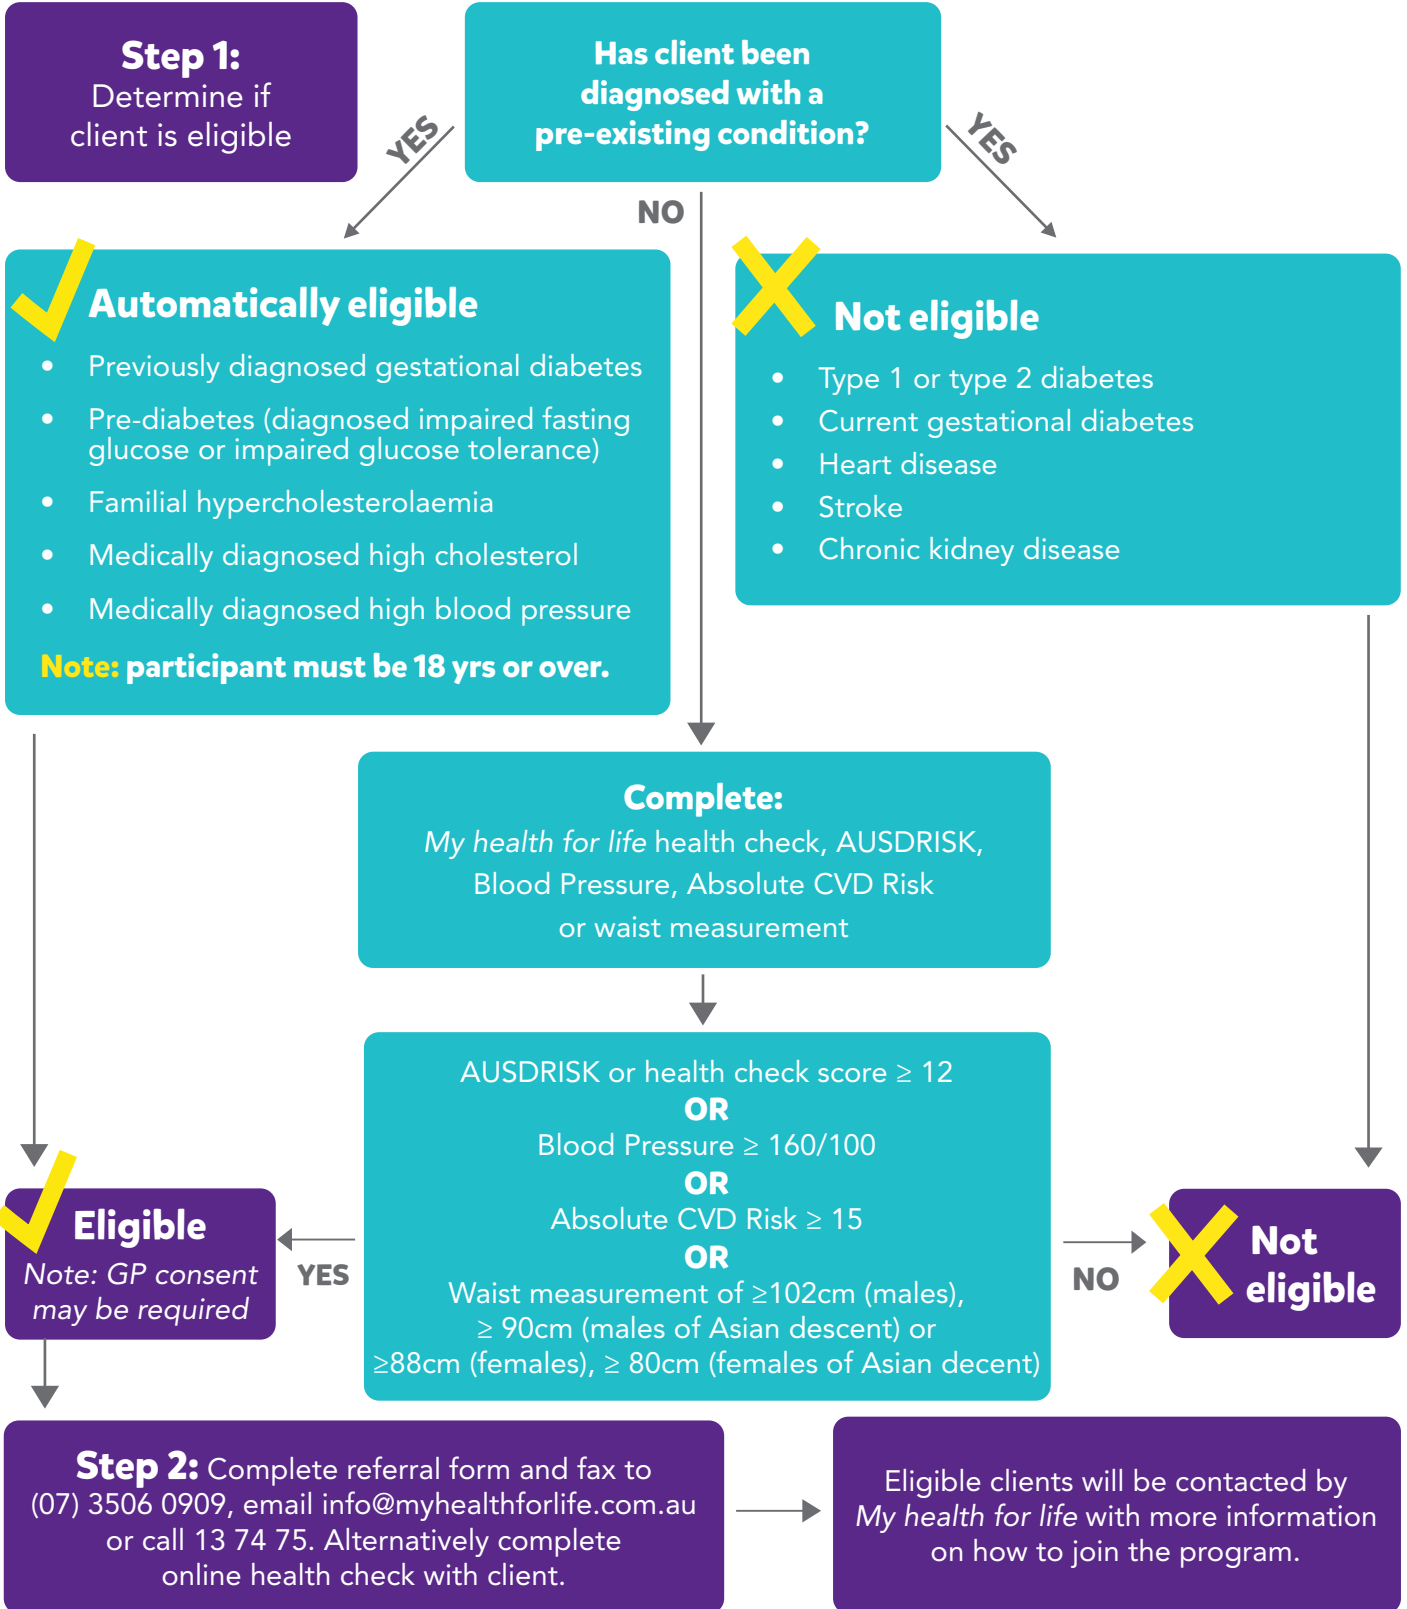 Step 1:
Determine if
client is eligible
Has client been
diagnosed with a
pre-existing condition?
YES
NO
YES
Automatically eligible
• Previously diagnosed gestational diabetes
• Pre-diabetes (diagnosed impaired fasting
glucose or impaired glucose tolerance)
• Familial hypercholesterolaemia
• Medically diagnosed high cholesterol
• Medically diagnosed high blood pressure
Note: participant must be 18 yrs or over.
Not eligible
• Type 1 or type 2 diabetes
• Current gestational diabetes
• Heart disease
• Stroke
• Chronic kidney disease
Complete:
My health for life health check, AUSDRISK,
Blood Pressure, Absolute CVD Risk
or waist measurement
AUSDRISK or health check score ≥ 12
OR
Blood Pressure ≥ 160/100
OR
Absolute CVD Risk ≥ 15
OR
Waist measurement of ≥102cm (males),
≥ 90cm (males of Asian descent) or
≥88cm (females), ≥ 80cm (females of Asian decent)
YES
NO
Eligible
Note: GP consent
may be required
Not
eligible
Step 2: Complete referral form and fax to
(07) 3506 0909, email info@myhealthforlife.com.au
or call 13 74 75. Alternatively complete
online health check with client.
Eligible clients will be contacted by
My health for life with more information
on how to join the program.